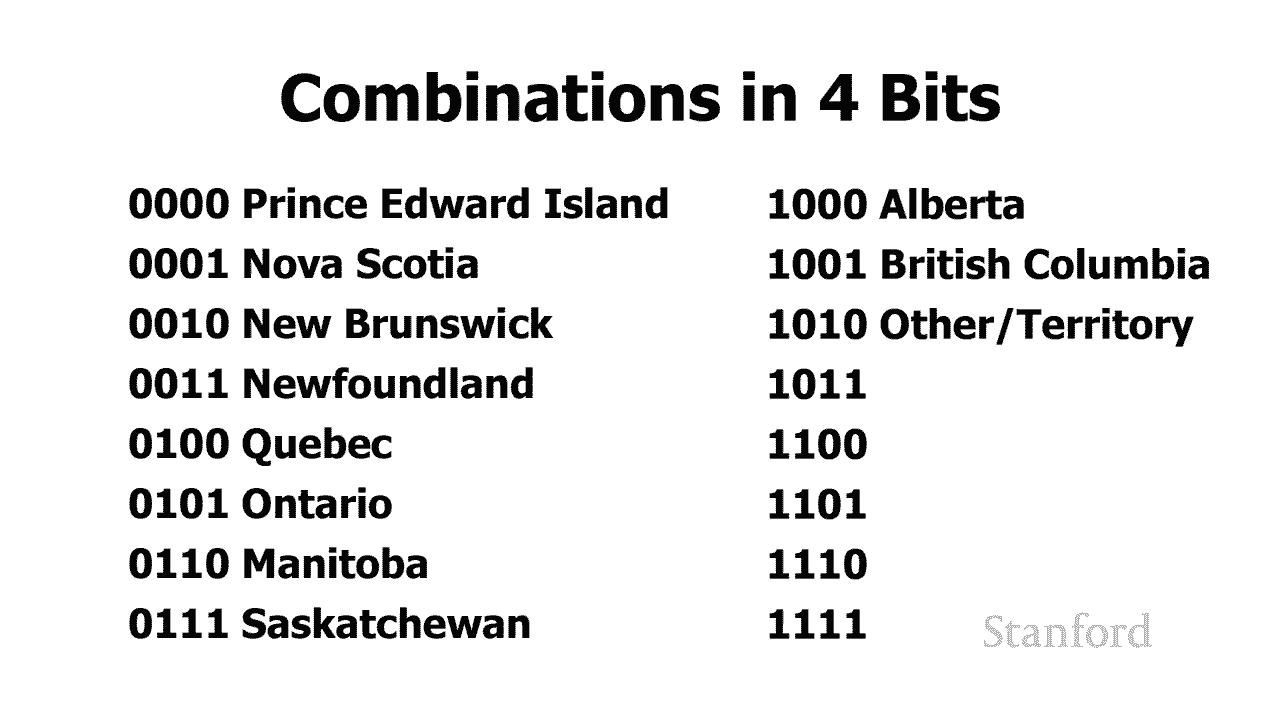 Combinations in 4 Bits
0000 Prince Edward Island
0001 Nova Scotia
0010 New Brunswick
0011 Newfoundland
0100 Quebec
0101 Ontario
0110 Manitoba
0111 Saskatchewan
1000 Alberta
1001 British Columbia
1010 Other/Territory
1011
1100
1101
1110
1111
Stanford